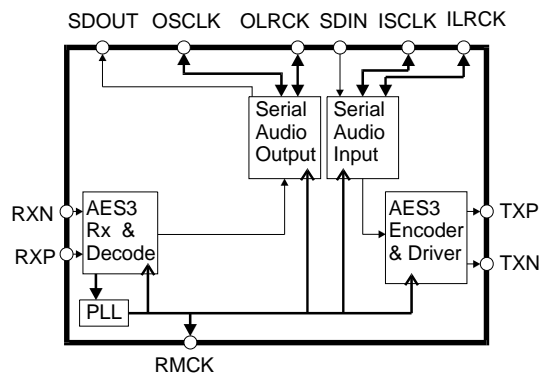 SDOUT OSCLK OLRCK SDIN ISCLK ILRCK
Serial
Audio
Output
Serial
Audio
Input
RXN
RXP
AES3
Rx &
Decode
AES3
Encoder
& Driver
TXP
TXN
PLL
RMCK